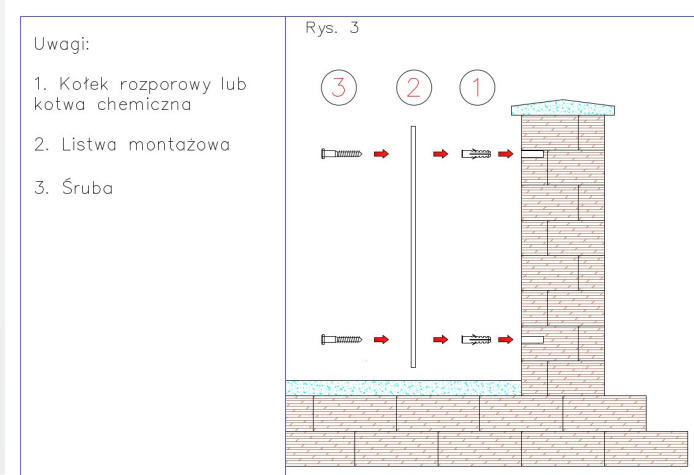 Uwagi:
1. Kołek rozporowy lub
kotwa chemiczna
2. Listwa montażowa
3. Śruba
Rys. 3
3 2 1